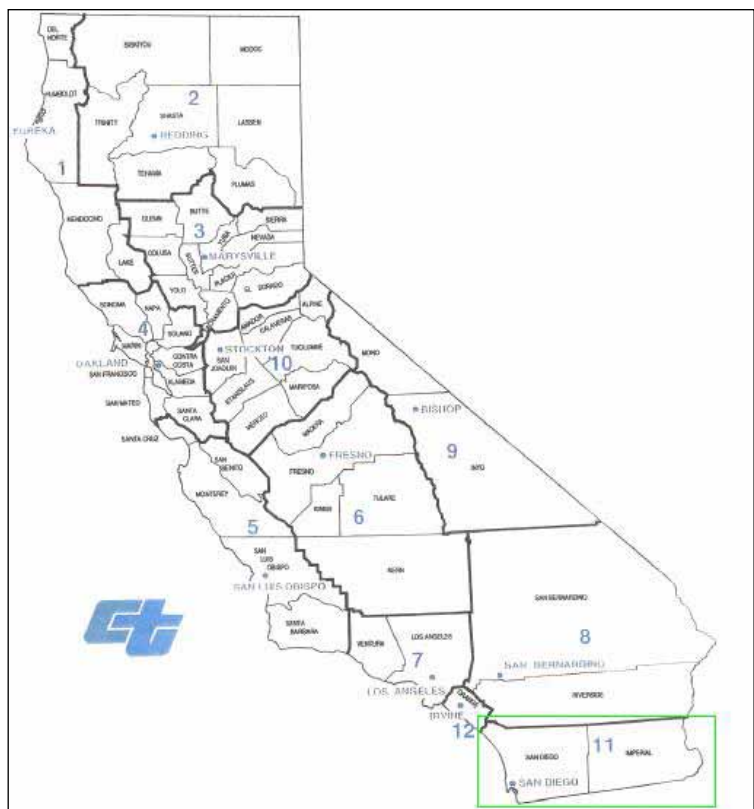 DEL NORTE
SISKIYOU
MODOC
HUMBOLDT
2
SHASTA
TRINITY
LASSEN
EUREKA
REDDING
1
TEHAMA
PLUMAS
MENDOCINO
GLENN
BUTTE
SIERRA
3
YUBA
NEVADA
COLUSA
SUTTER
MARYSVILLE
LAKE
PLACER
YOLO
EL DORADO
SONOMA
NAPA
SACRAMENTO
ALPINE
4
SOLANO
AMADOR
CALAVERAS
MARIN
STOCKTON
TUOLUMNE
MONO
OAKLAND
CONTRA COSTA
SAN JOAQUIN
10
SAN FRANCISCO
ALAMEDA
STANISLAUS
MARIPOSA
SAN MATEO
SANTA CLARA
MERCED
BISHOP
SANTA CRUZ
MADERA
SAN BENITO
FRESNO
9
FRESNO
INYO
MONTEREY
KINGS
TULARE
5
6
SAN LUIS OBISPO
KERN
SAN LUIS OBISPO
SAN BERNARDINO
ct
SANTA BARBARA
VENTURA
LOS ANGELES
8
7
SAN BERNARDINO
LOS ANGELES
ORANGE
RIVERSIDE
IRVINE
12
11
SAN DIEGO
IMPERIAL
SAN DIEGO